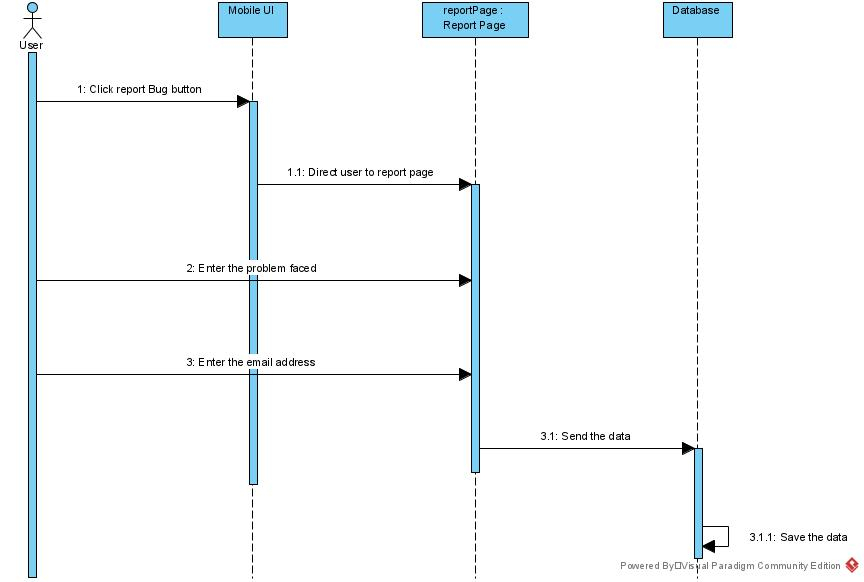 Mobile UI
reportPage :
Report Page
Database
User
1: Click report Bug button
1.1: Direct user to report page
2: Enter the problem faced
3: Enter the email address
3.1: Send the data
3.1.1: Save the data
Powered By□Visual Paradigm Community Edition